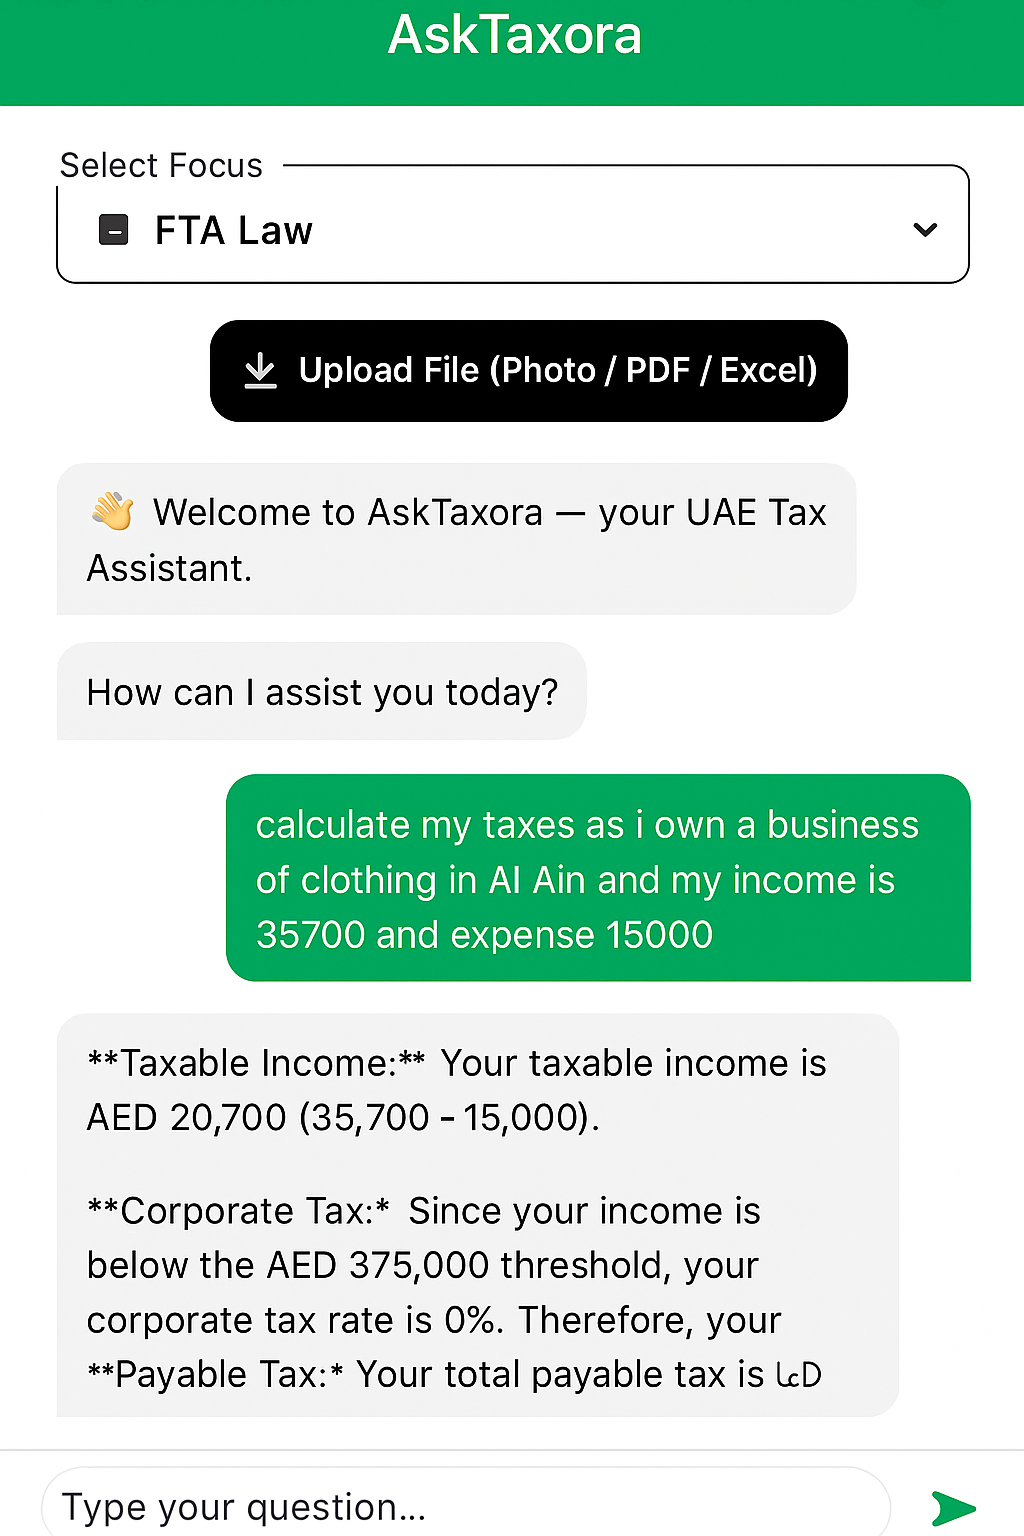 AskTaxora
Select Focus
FTA Law
Upload File (Photo / PDF / Excel)
👋 Welcome to AskTaxora — your UAE Tax
Assistant.
How can I assist you today?
calculate my taxes as i own a business
of clothing in Al Ain and my income is
35700 and expense 15000
**Taxable Income:** Your taxable income is
AED 20,700 (35,700 - 15,000).
**Corporate Tax:* Since your income is
below the AED 375,000 threshold, your
corporate tax rate is 0%. Therefore, your
**Payable Tax:* Your total payable tax is
Type your question...